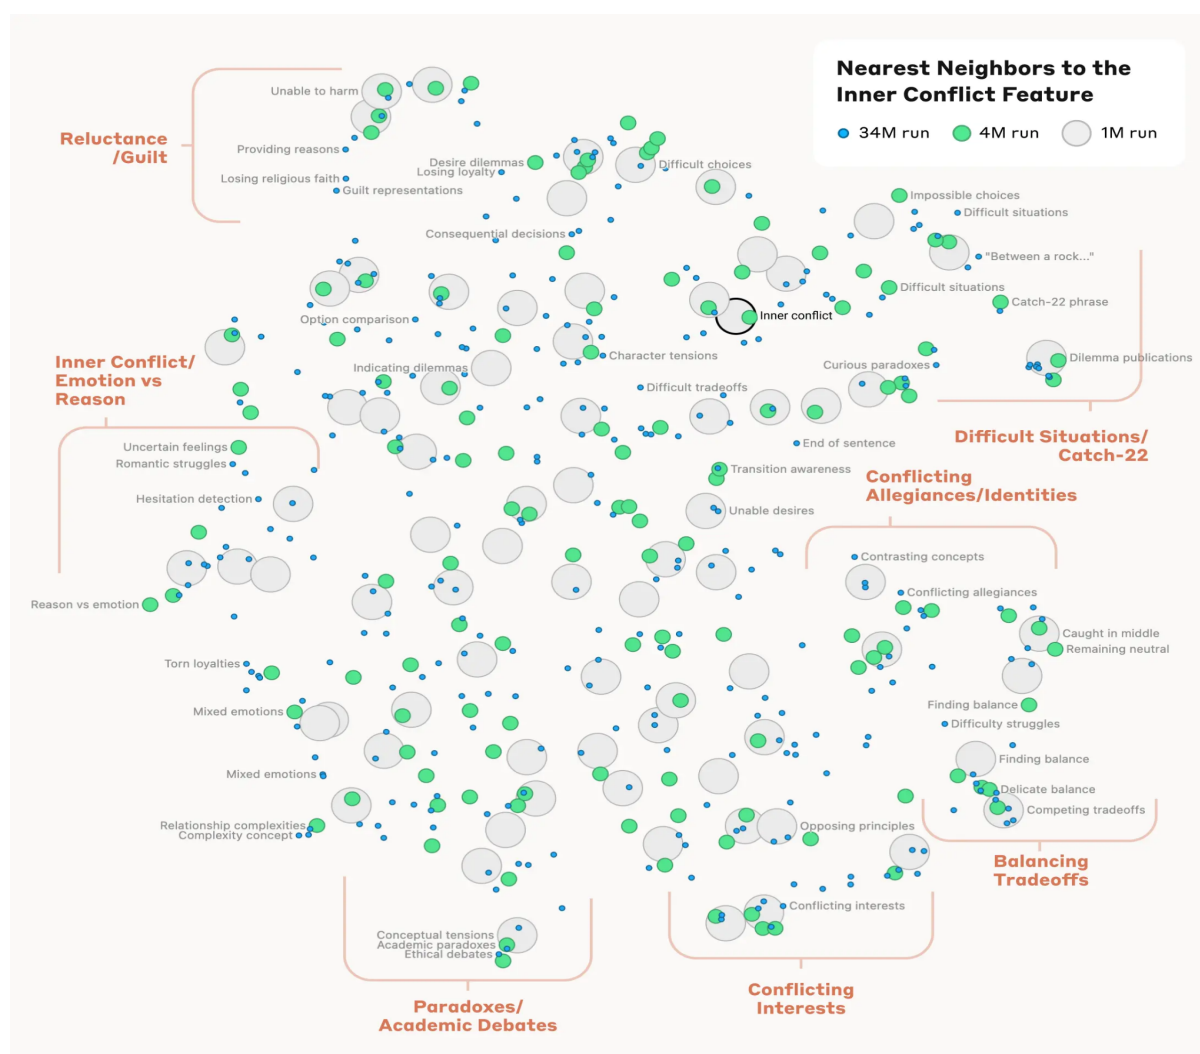 Nearest Neighbors to the
Inner Conflict Feature
34M run
4M run
1M run
Reluctance
/Guilt
Unable to harm
Providing reasons
Losing religious faith
Guilt representations
Desire dilemmas
Losing loyalty
Difficult choices
Consequential decisions
Impossible choices
Difficult situations
"Between a rock..."
Difficult situations
Catch-22 phrase
Inner conflict
Option comparison
Character tensions
Indicating dilemmas
Difficult tradeoffs
Curious paradoxes
Dilemma publications
Inner Conflict/
Emotion vs
Reason
Difficult Situations/
Catch-22
End of sentence
Uncertain feelings
Romantic struggles
Hesitation detection
Transition awareness
Unable desires
Conflicting
Allegiances/Identities
Contrasting concepts
Conflicting allegiances
Reason vs emotion
Caught in middle
Remaining neutral
Torn loyalties
Mixed emotions
Finding balance
Difficulty struggles
Finding balance
Mixed emotions
Delicate balance
Competing tradeoffs
Relationship complexities
Complexity concept
Opposing principles
Balancing
Tradeoffs
Conflicting interests
Conceptual tensions
Academic paradoxes
Ethical debates
Paradoxes/
Academic Debates
Conflicting
Interests